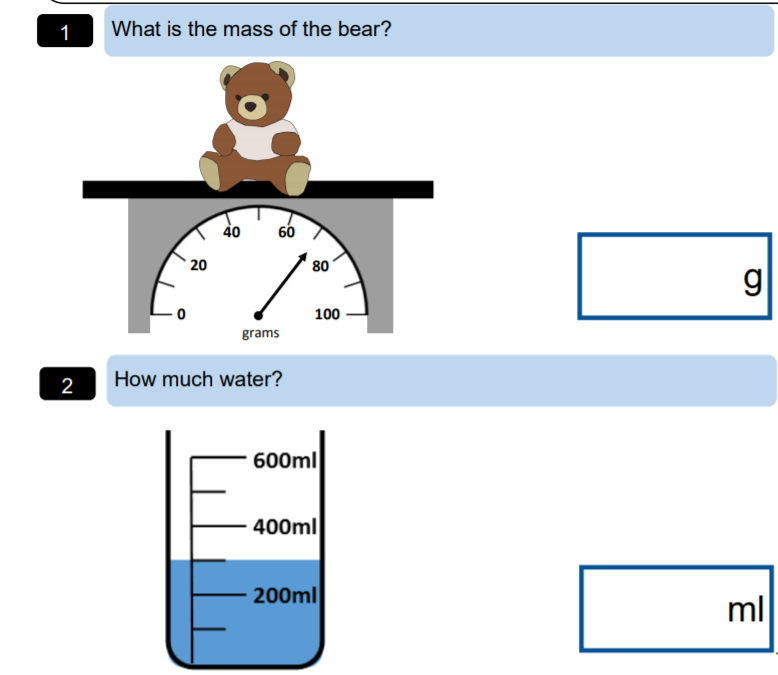 1
What is the mass of the bear?
40
60
20
80
0
100
grams
g
2
How much water?
600ml
400ml
200ml
ml